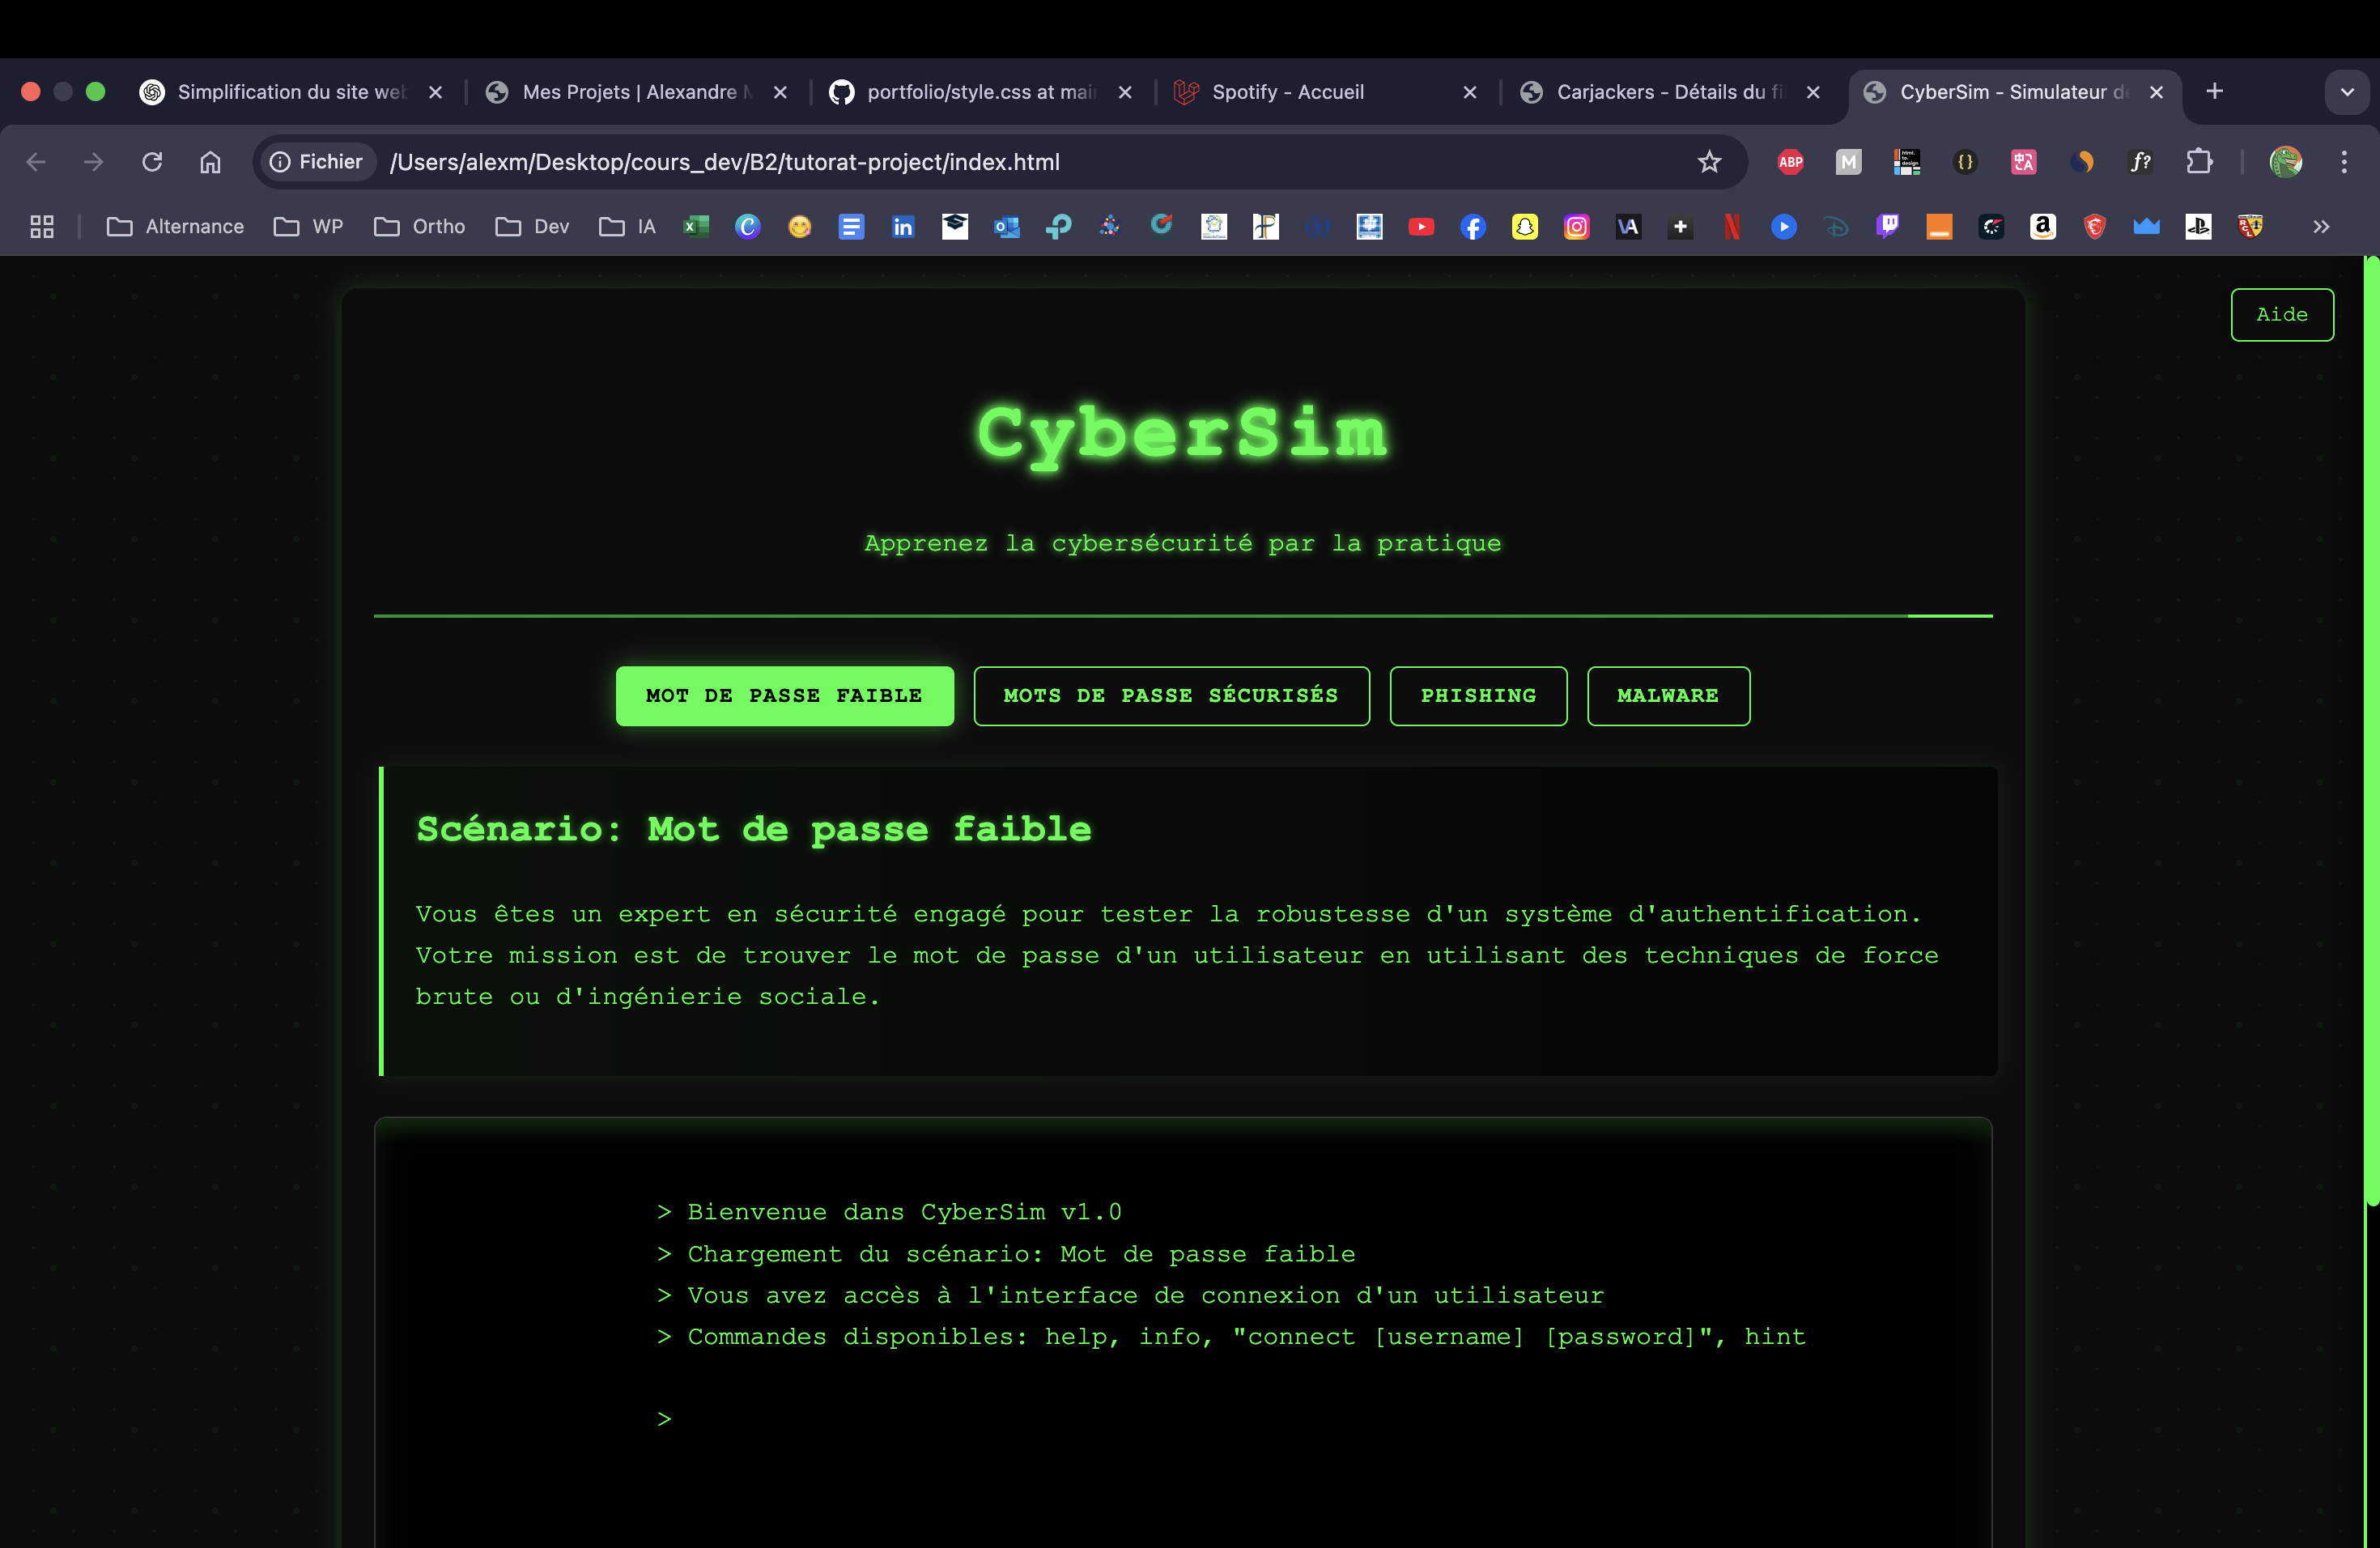 Simplification du site web
Mes Projets | Alexandre M
portfolio/style.css at main
Spotify - Accueil
Carjackers - Détails du fi
CyberSim - Simulateur de
Fichier
/Users/alexm/Desktop/cours_dev/B2/tutorat-project/index.html
ABP
M
f?
Alternance
WP
Ortho
Dev
IA
Aide
CyberSim
Apprenez la cybersécurité par la pratique
MOT DE PASSE FAIBLE
MOTS DE PASSE SÉCURISÉS
PHISHING
MALWARE
Scénario: Mot de passe faible
Vous êtes un expert en sécurité engagé pour tester la robustesse d'un système d'authentification.
Votre mission est de trouver le mot de passe d'un utilisateur en utilisant des techniques de force
brute ou d'ingénierie sociale.
> Bienvenue dans CyberSim v1.0
> Chargement du scénario: Mot de passe faible
> Vous avez accès à l'interface de connexion d'un utilisateur
> Commandes disponibles: help, info, "connect [username] [password]", hint
>